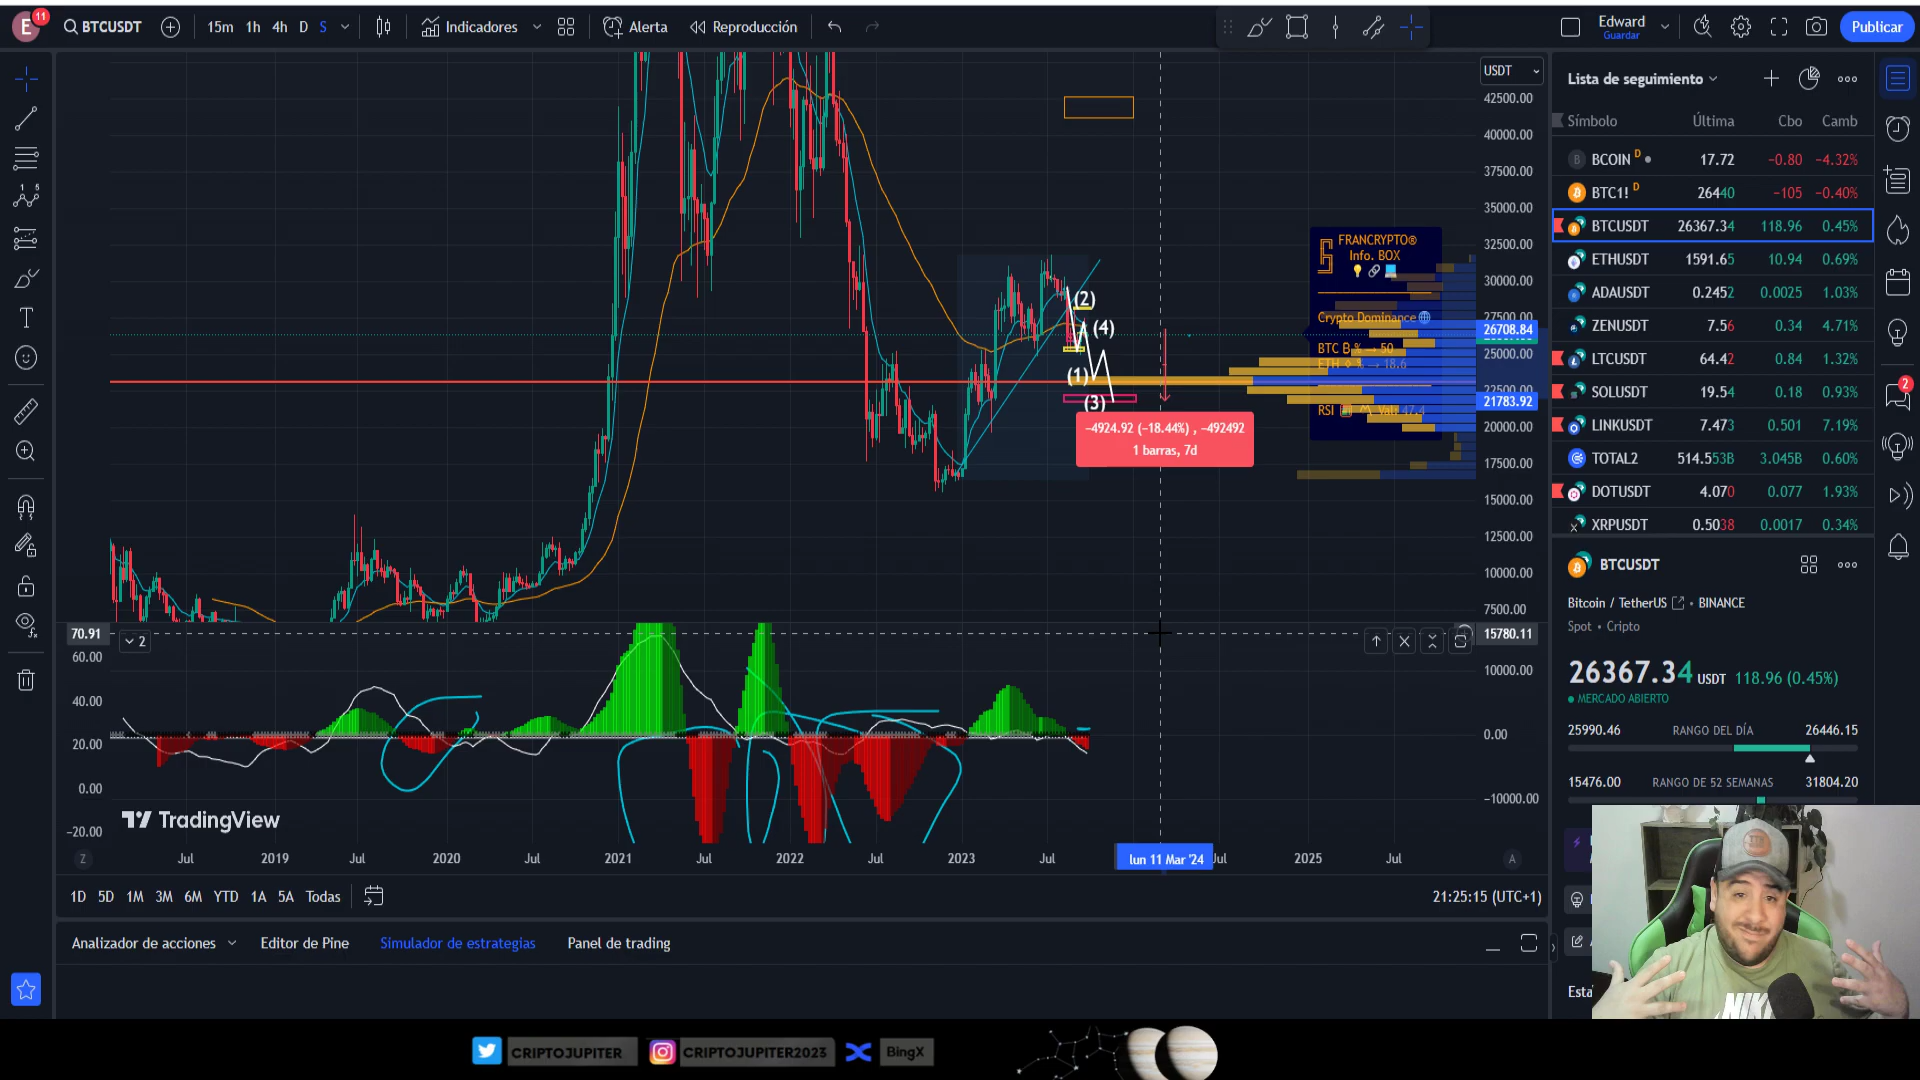 E 11 BTCUSDT 15m 1h 4h D S Indicadores Alerta Reproducción Edward Guardar Publicar
USDT
42500.00
40000.00
37500.00
35000.00
32500.00
30000.00
26708.84
25000.00
21783.92
20000.00
17500.00
15000.00
12500.00
10000.00
7500.00
FRANCRYPTO®
Info. BOX
Crypto Dominance
BTC ₿ % → 50
ETH ⟠ % → 18.6
RSI
(2)
(4)
(1)
(3)
−4924.92 (−18.44%) , −492492
1 barras, 7d
70.91
2
15780.11
60.00
40.00
20.00
0.00
−20.00
10000.00
0.00
−10000.00
TradingView
Z Jul 2019 Jul 2020 Jul 2021 Jul 2022 Jul 2023 Jul lun 11 Mar '24 Jul 2025 Jul A
1D 5D 1M 3M 6M YTD 1A 5A Todas
21:25:15 (UTC+1)
Analizador de acciones Editor de Pine Simulador de estrategias Panel de trading
Lista de seguimiento
Símbolo Última Cbo Camb
BCOIN D 17.72 −0.80 −4.32%
BTC1! D 26440 −105 −0.40%
BTCUSDT 26367.34 118.96 0.45%
ETHUSDT 1591.65 10.94 0.69%
ADAUSDT 0.2452 0.0025 1.03%
ZENUSDT 7.56 0.34 4.71%
LTCUSDT 64.42 0.84 1.32%
SOLUSDT 19.54 0.18 0.93%
LINKUSDT 7.473 0.501 7.19%
TOTAL2 514.553B 3.045B 0.60%
DOTUSDT 4.070 0.077 1.93%
XRPUSDT 0.5038 0.0017 0.34%
2
BTCUSDT
Bitcoin / TetherUS • BINANCE
Spot • Cripto
26367.34 USDT 118.96 (0.45%)
MERCADO ABIERTO
25990.46 RANGO DEL DÍA 26446.15
15476.00 RANGO DE 52 SEMANAS 31804.20
Esta
NIK
CRIPTOJUPITER CRIPTOJUPITER2023 BingX